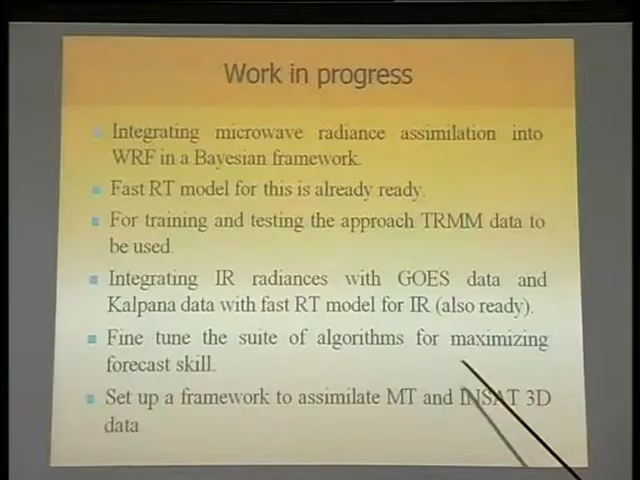 Work in progress
Integrating microwave radiance assimilation into
WRF in a Bayesian framework.
Fast RT model for this is already ready.
For training and testing the approach TRMM data to
be used.
Integrating IR radiances with GOES data and
Kalpana data with fast RT model for IR (also ready).
Fine tune the suite of algorithms for maximizing
forecast skill.
Set up a framework to assimilate MT and INSAT 3D
data